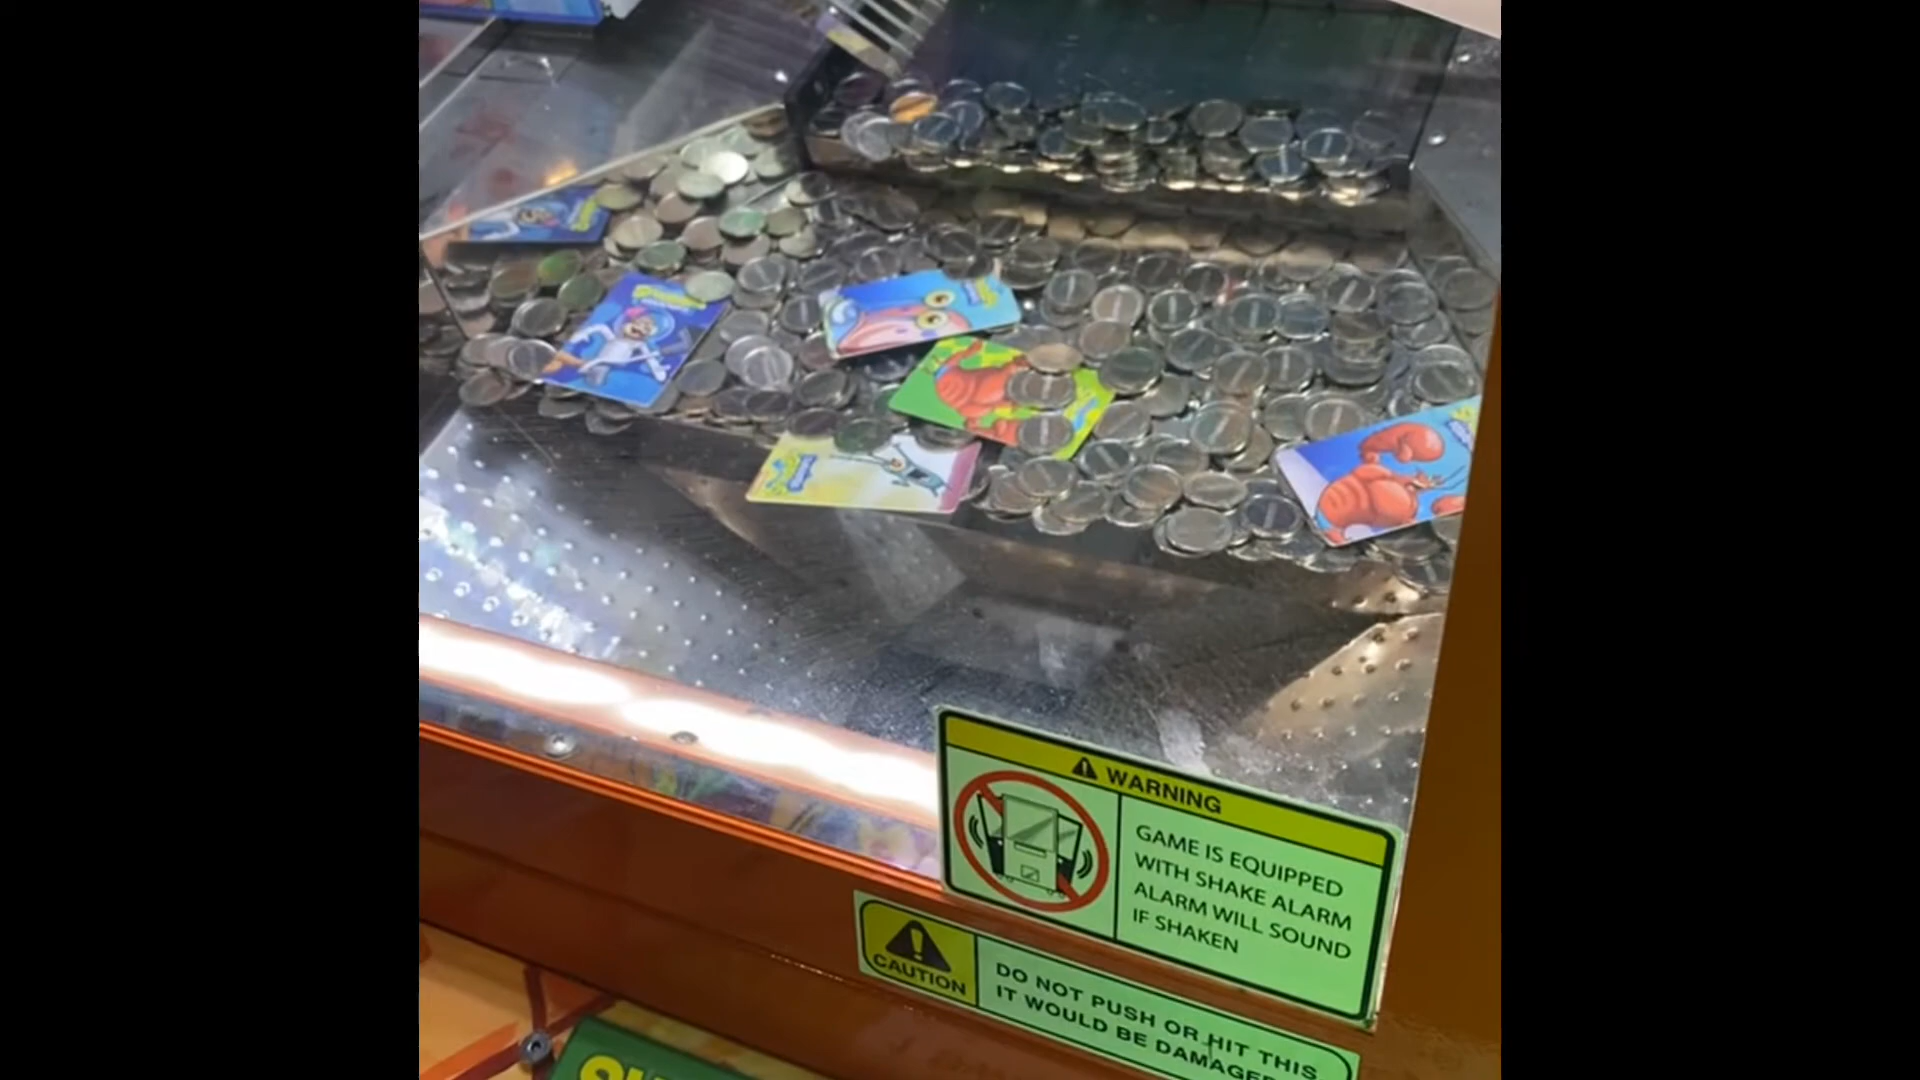 WARNING
GAME IS EQUIPPED
WITH SHAKE ALARM
ALARM WILL SOUND
IF SHAKEN
CAUTION
DO NOT PUSH OR HIT THIS
IT WOULD BE DAMAGE